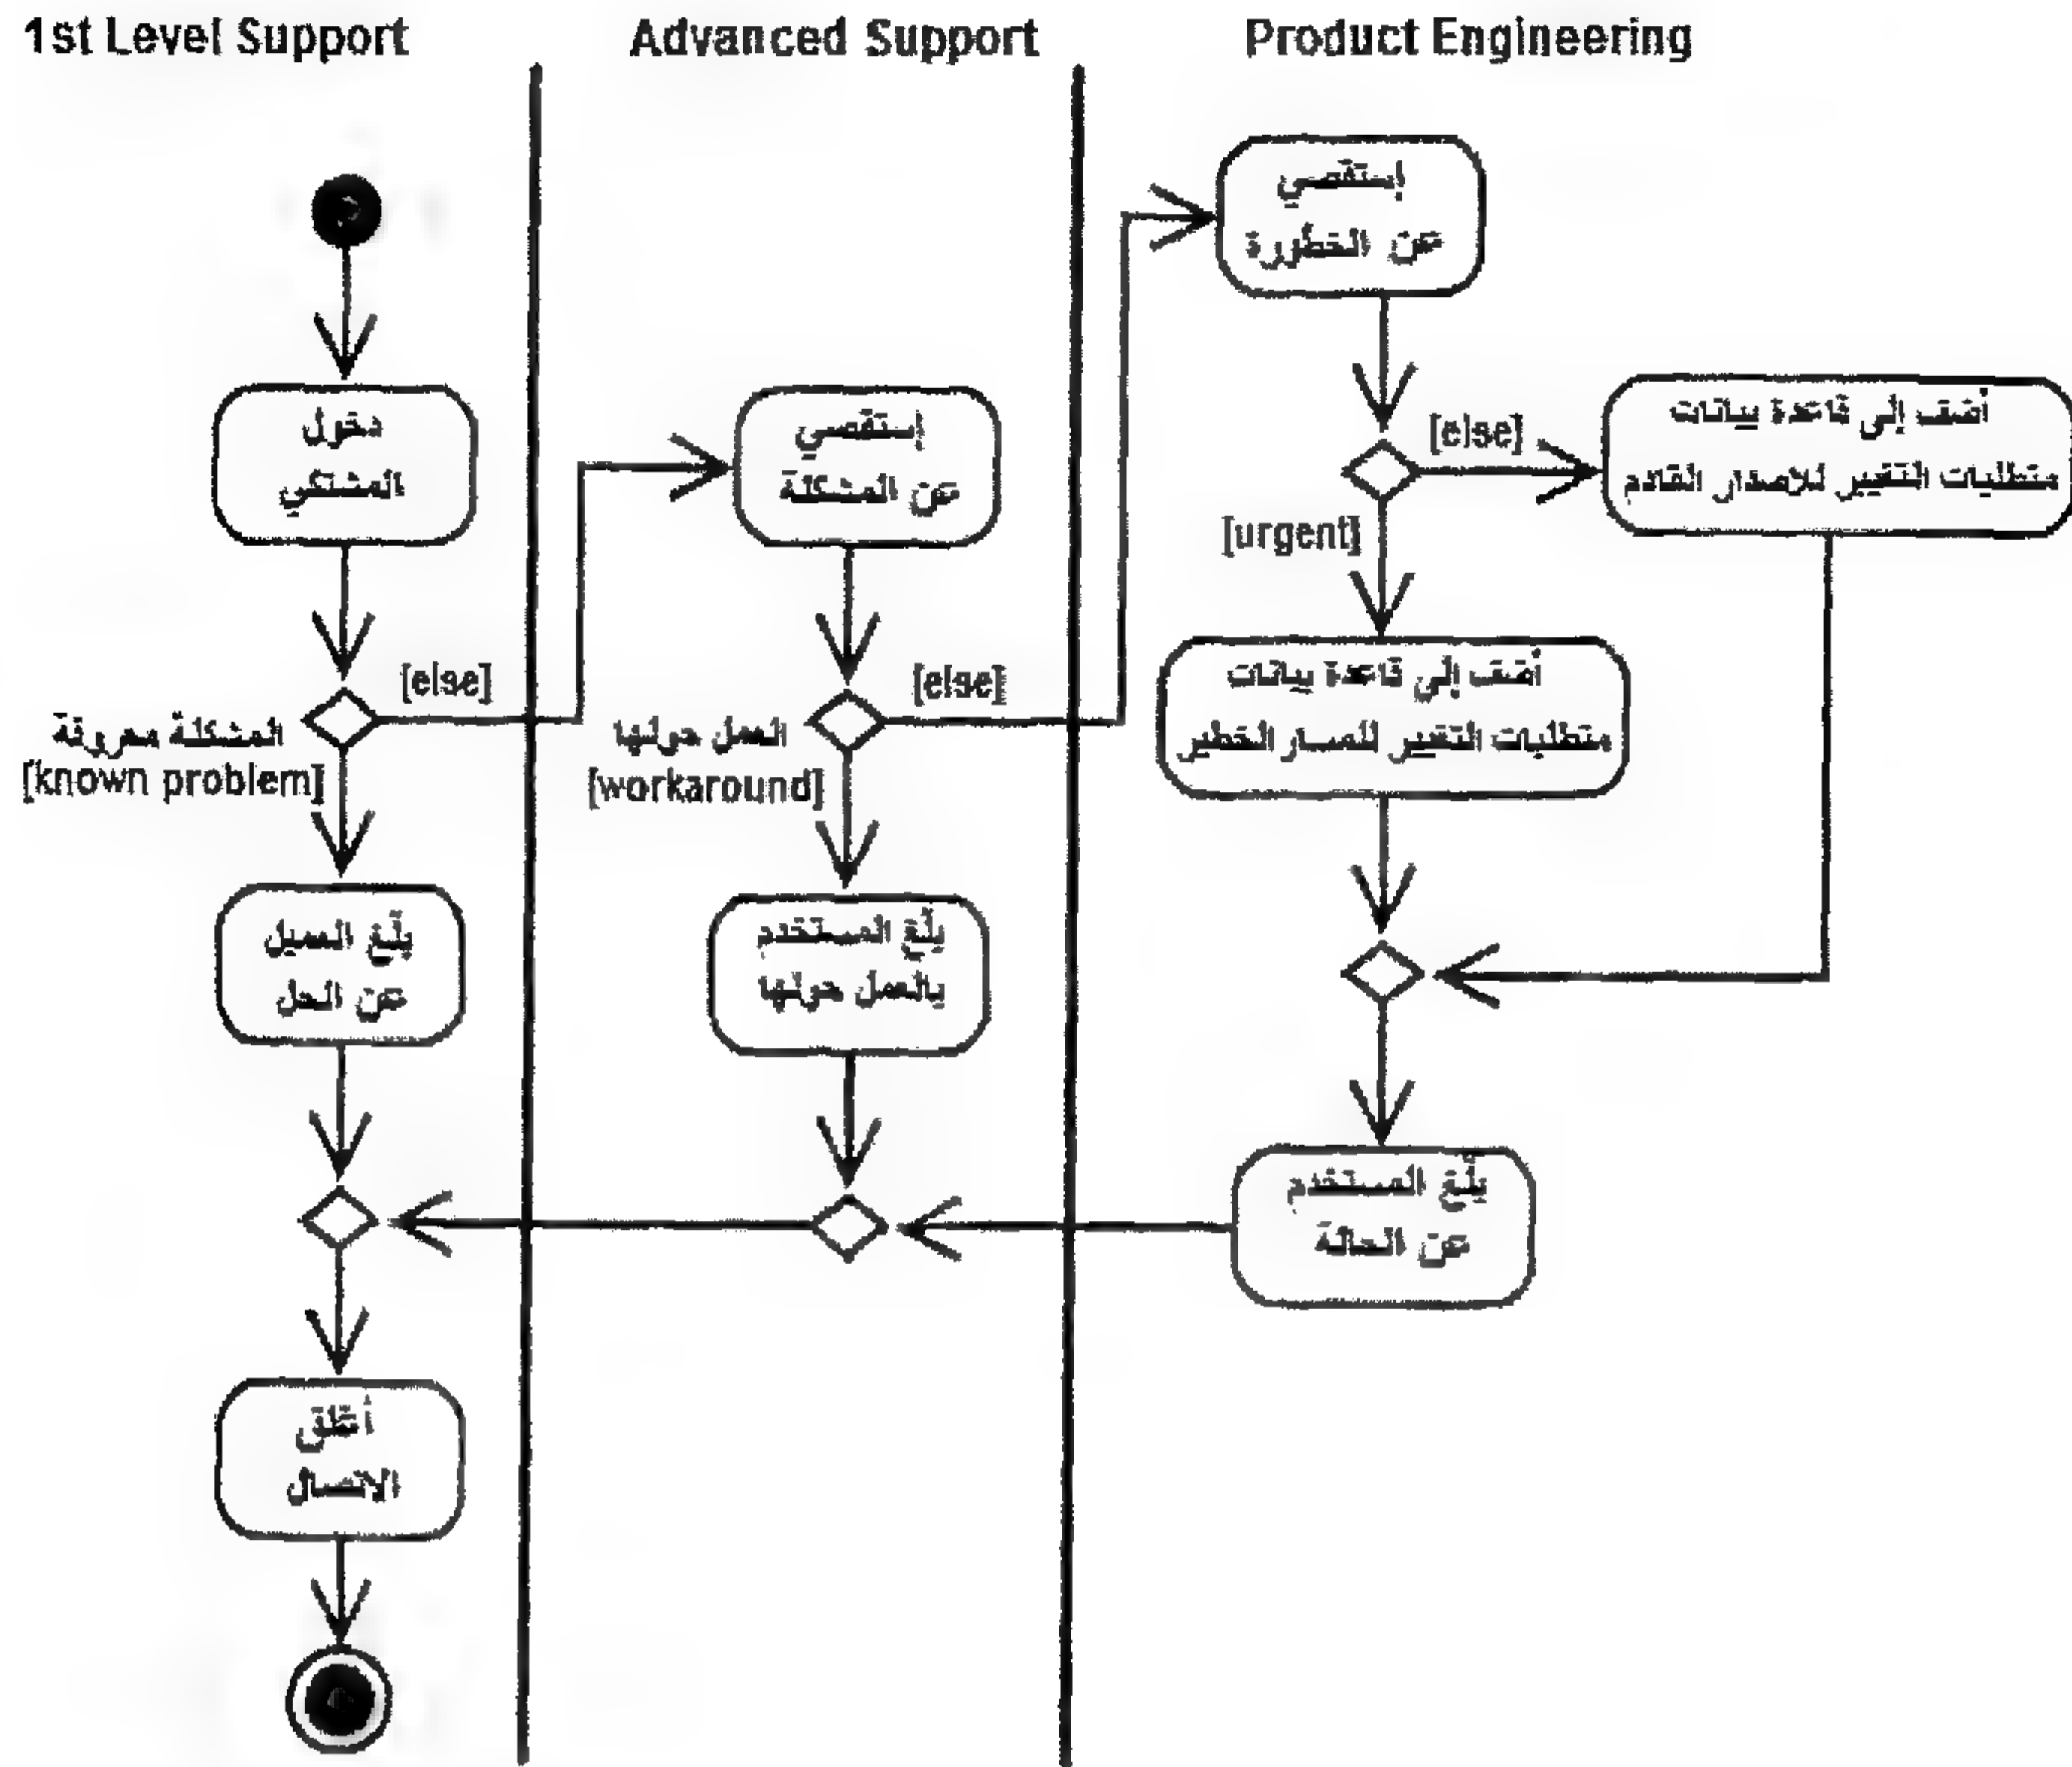 1st Level Support
Advanced Support
Product Engineering
دخول
المشتكي
[else]
المشكلة معروفة
[known problem]
بلّغ العميل
عن الحل
أغلق
الاتصال
إستقصي
عن المشكلة
[else]
العمل حولها
[workaround]
بلّغ المستخدم
بالعمل حولها
إستقصي
عن الخطورة
[else]
أضف إلى قاعدة بيانات
متطلبات التغيير للاصدار القادم
[urgent]
أضف إلى قاعدة بيانات
متطلبات التغيير للمسار الخطير
بلّغ المستخدم
عن الحالة